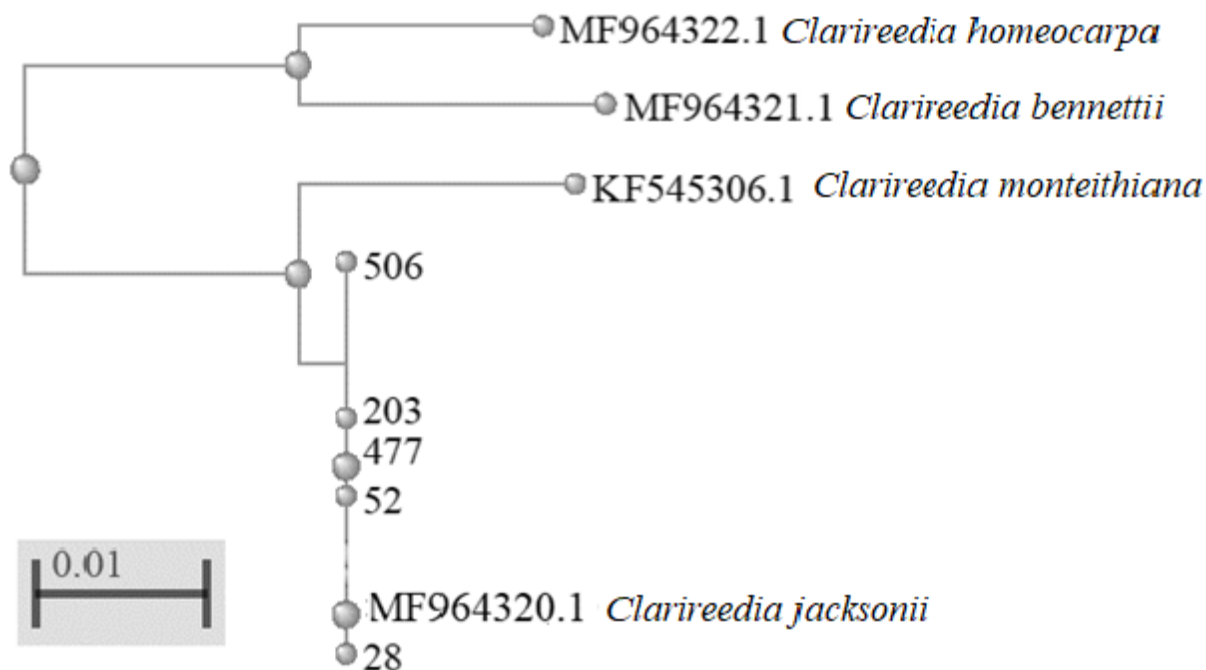 MF964322.1 Clarireedia homeocarpa
MF964321.1 Clarireedia bennettii
KF545306.1 Clarireedia monteithiana
506
203
477
52
0.01
MF964320.1 Clarireedia jacksonii
28